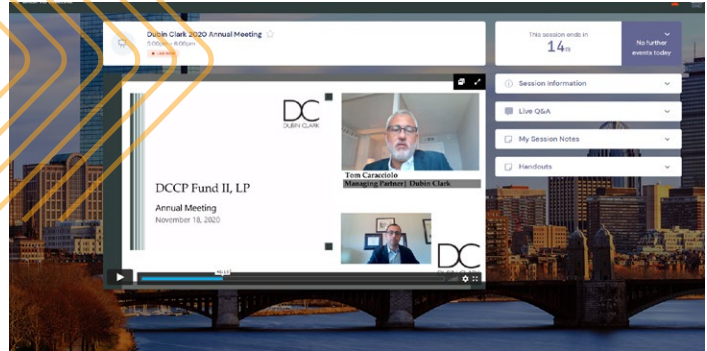 Dubin Clark 2020 Annual Meeting
This session ends in
14m
No further
events today
Session Information
Live Q&A
My Session Notes
Handouts
DC
DUBIN CLARK
DCCP Fund II, LP
Annual Meeting
November 18, 2020
Tom Caracciolo
Managing Partner| Dubin Clark
DC